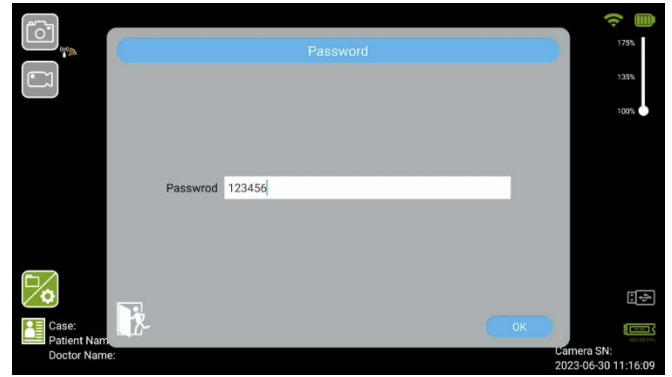 Password
175%
135%
100%
Passwrod 123456
OK
Case:
Patient Nam
Doctor Name:
Camera SN:
2023-06-30 11:16:09